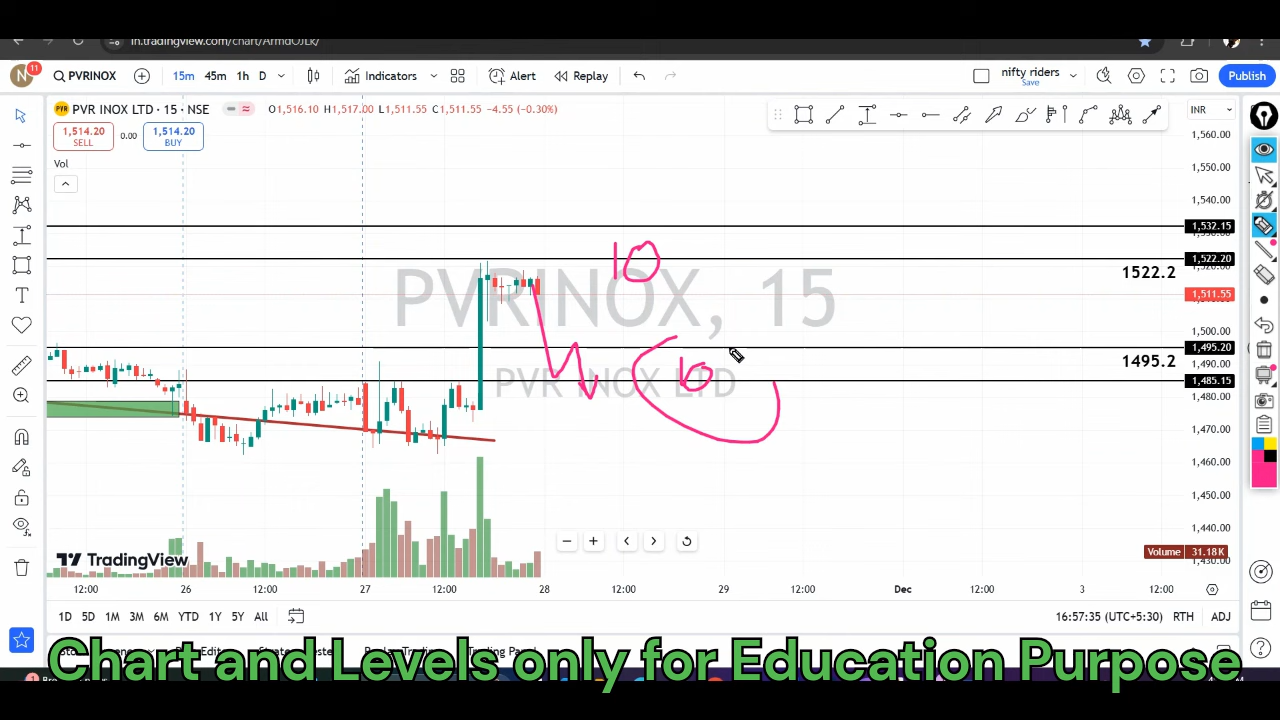 in.tradingview.com/chart/ArmdOJLk/
N 11 PVRINOX 15m 45m 1h D Indicators Alert Replay nifty riders Save Publish
PVR INOX LTD · 15 · NSE O1,516.10 H1,517.00 L1,511.55 C1,511.55 -4.55 (-0.30%)
INR
1,514.20 SELL 0.00 1,514.20 BUY
Vol
1,560.00
1,550.00
1,540.00
1,532.15
1,522.20
1522.2
10
1,511.55
PVRINOX, 15
1,500.00
1,495.20
1495.2
1,490.00
PVR INOX LTD
10
1,485.15
1,480.00
1,470.00
1,460.00
1,450.00
1,440.00
Volume 31.18K
TradingView
12:00 26 12:00 27 12:00 28 12:00 29 12:00 Dec 12:00 3 12:00
1D 5D 1M 3M 6M YTD 1Y 5Y All 16:57:35 (UTC+5:30) RTH ADJ
Chart and Levels only for Education Purpose